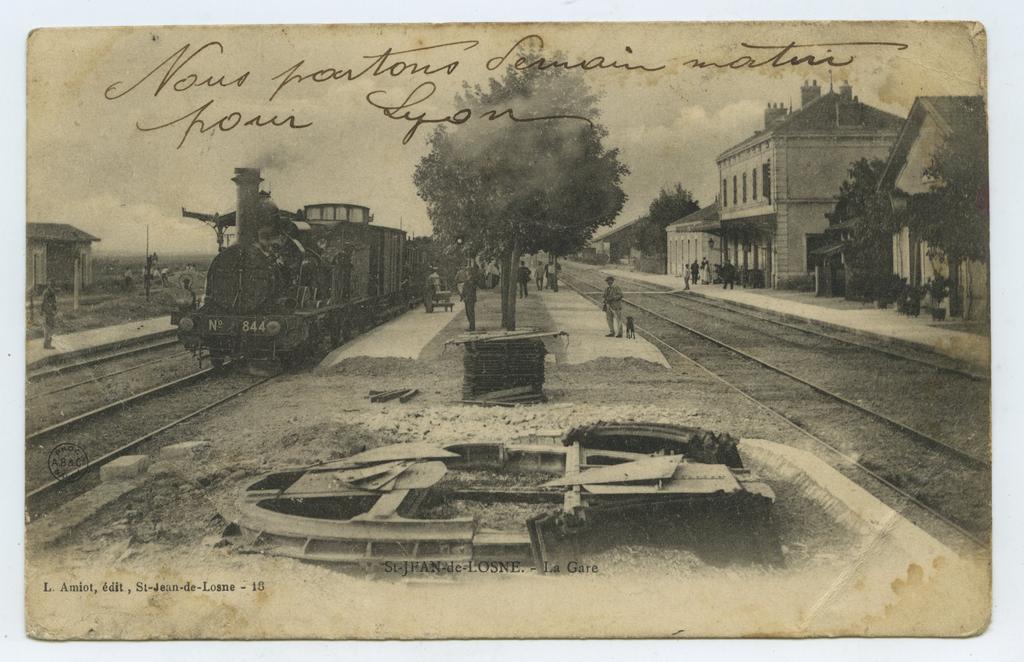 Nous partons Demain matin
pour Lyon
Nº 844
A.B&C
St-JEAN-de-LOSNE. - La Gare
L. Amiot, édit, St-Jean-de-Losne - 18